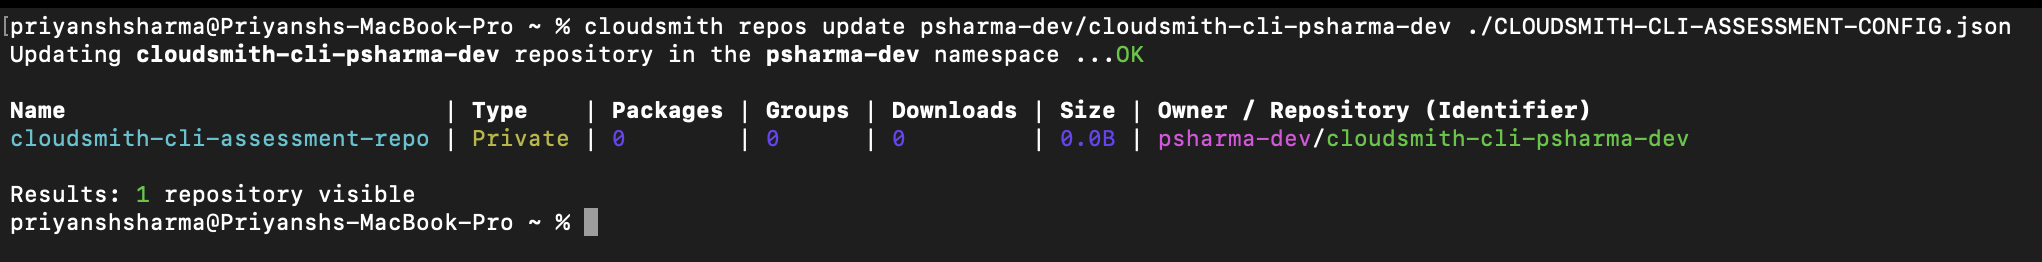 [priyanshsharma@Priyanshs-MacBook-Pro ~ % cloudsmith repos update psharma-dev/cloudsmith-cli-psharma-dev ./CLOUDSMITH-CLI-ASSESSMENT-CONFIG.json
Updating cloudsmith-cli-psharma-dev repository in the psharma-dev namespace ...OK
Name | Type | Packages | Groups | Downloads | Size | Owner / Repository (Identifier)
cloudsmith-cli-assessment-repo | Private | 0 | 0 | 0 | 0.0B | psharma-dev/cloudsmith-cli-psharma-dev
Results: 1 repository visible
priyanshsharma@Priyanshs-MacBook-Pro ~ %